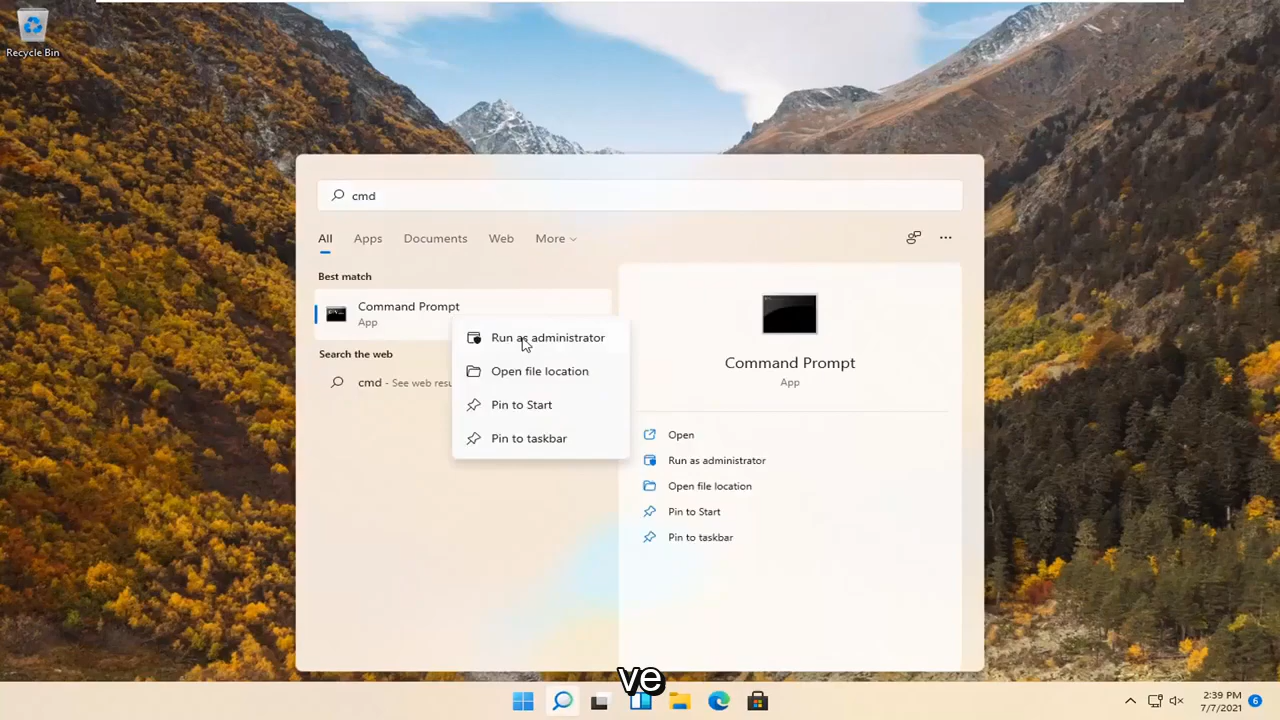 Recycle Bin
cmd
All Apps Documents Web More
Best match
Command Prompt
App
Search the web
cmd - See web resu
Run as administrator
Open file location
Pin to Start
Pin to taskbar
Command Prompt
App
Open
Run as administrator
Open file location
Pin to Start
Pin to taskbar
ve
2:39 PM
7/7/2021
6